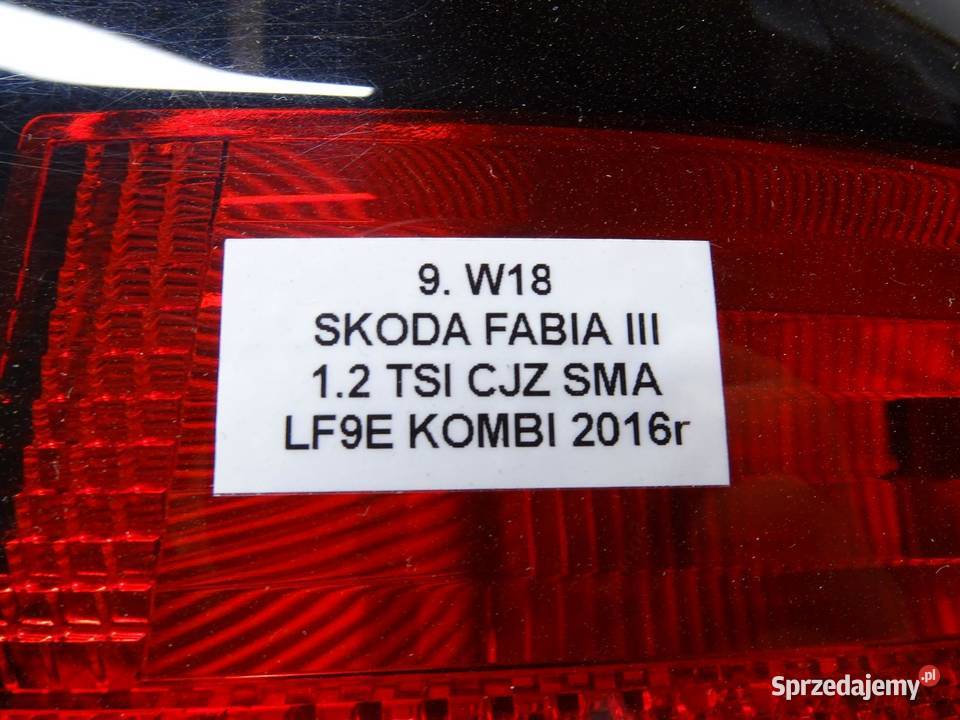 9. W18
SKODA FABIA III
1.2 TSI CJZ SMA
LF9E KOMBI 2016r
Sprzedajemy.pl